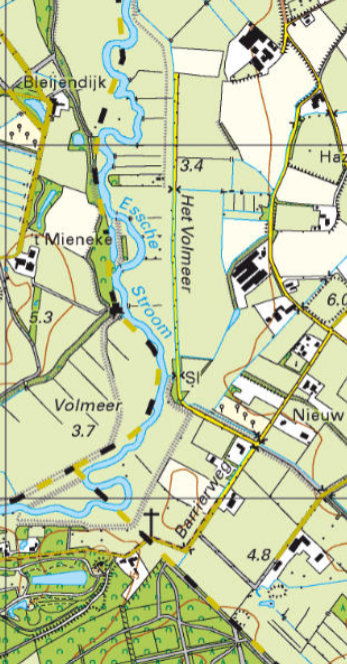 Bleijendijk
3.4
Haz
Essche
Het Volmeer
't Mieneke
Stroom
6.0
5.3
Sl
Volmeer
3.7
Nieuw
Barrierweg
4.8